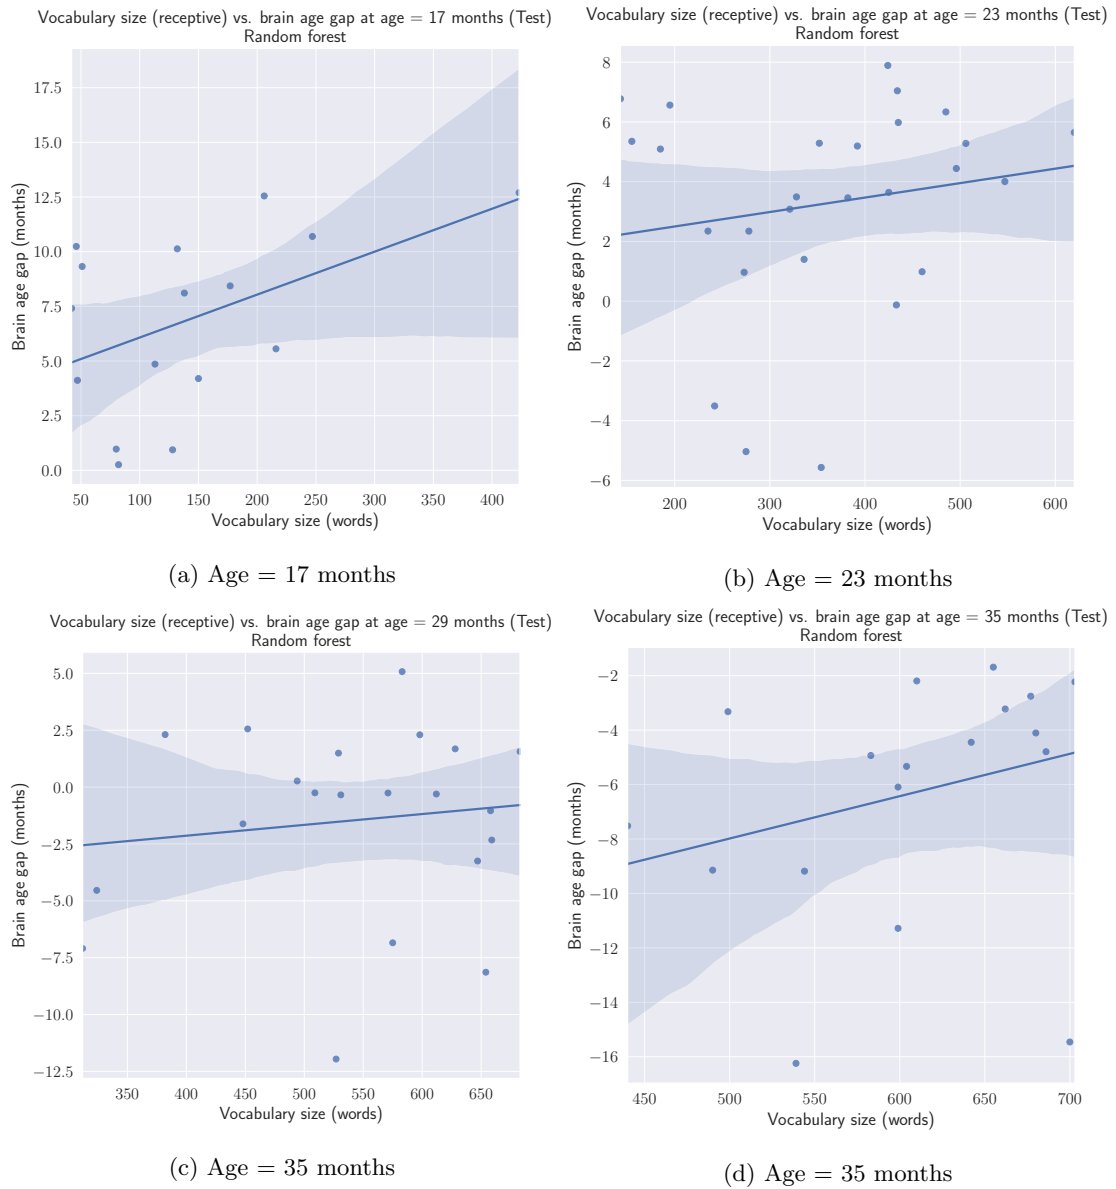 Vocabulary size (receptive) vs. brain age gap at age = 17 months (Test)
Random forest
17.5
15.0
12.5
10.0
7.5
5.0
2.5
0.0
Brain age gap (months)
50 100 150 200 250 300 350 400
Vocabulary size (words)
(a) Age = 17 months
Vocabulary size (receptive) vs. brain age gap at age = 23 months (Test)
Random forest
8
6
4
2
0
−2
−4
−6
Brain age gap (months)
200 300 400 500 600
Vocabulary size (words)
(b) Age = 23 months
Vocabulary size (receptive) vs. brain age gap at age = 29 months (Test)
Random forest
5.0
2.5
0.0
−2.5
−5.0
−7.5
−10.0
−12.5
Brain age gap (months)
350 400 450 500 550 600 650
Vocabulary size (words)
(c) Age = 35 months
Vocabulary size (receptive) vs. brain age gap at age = 35 months (Test)
Random forest
−2
−4
−6
−8
−10
−12
−14
−16
Brain age gap (months)
450 500 550 600 650 700
Vocabulary size (words)
(d) Age = 35 months